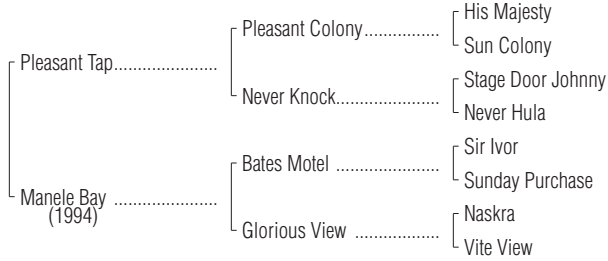 His Majesty
Pleasant Colony
Sun Colony
Pleasant Tap
Stage Door Johnny
Never Knock
Never Hula
Sir Ivor
Bates Motel
Sunday Purchase
Manele Bay
(1994)
Naskra
Glorious View
Vite View